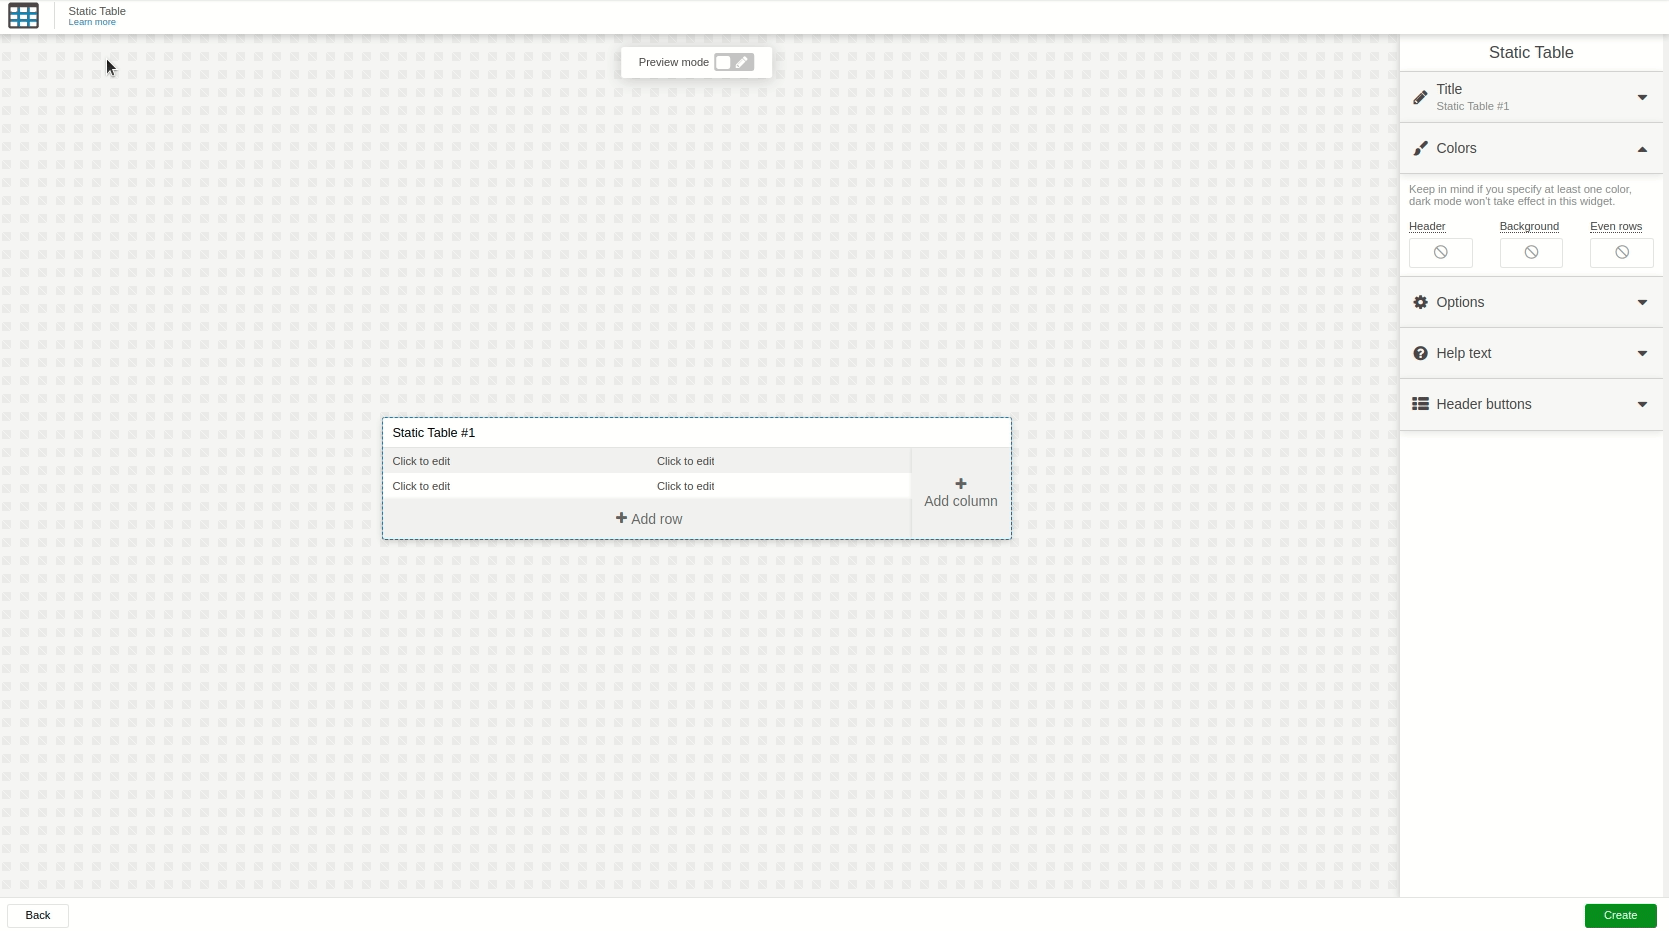 Static Table
Learn more
Preview mode
Static Table #1
Click to edit Click to edit
Click to edit Click to edit
Add row
Add column
Static Table
Title
Static Table #1
Colors
Keep in mind if you specify at least one color,
dark mode won't take effect in this widget.
Header Background Even rows
Options
Help text
Header buttons
Back
Create